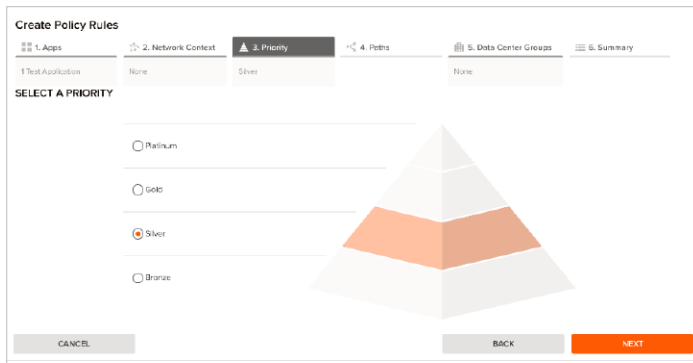 Create Policy Rules
1. Apps
2. Network Context
3. Priority
4. Paths
5. Data Center Groups
6. Summary
1 Test Application
None
Silver
None
SELECT A PRIORITY
Platinum
Gold
Silver
Bronze
CANCEL
BACK
NEXT